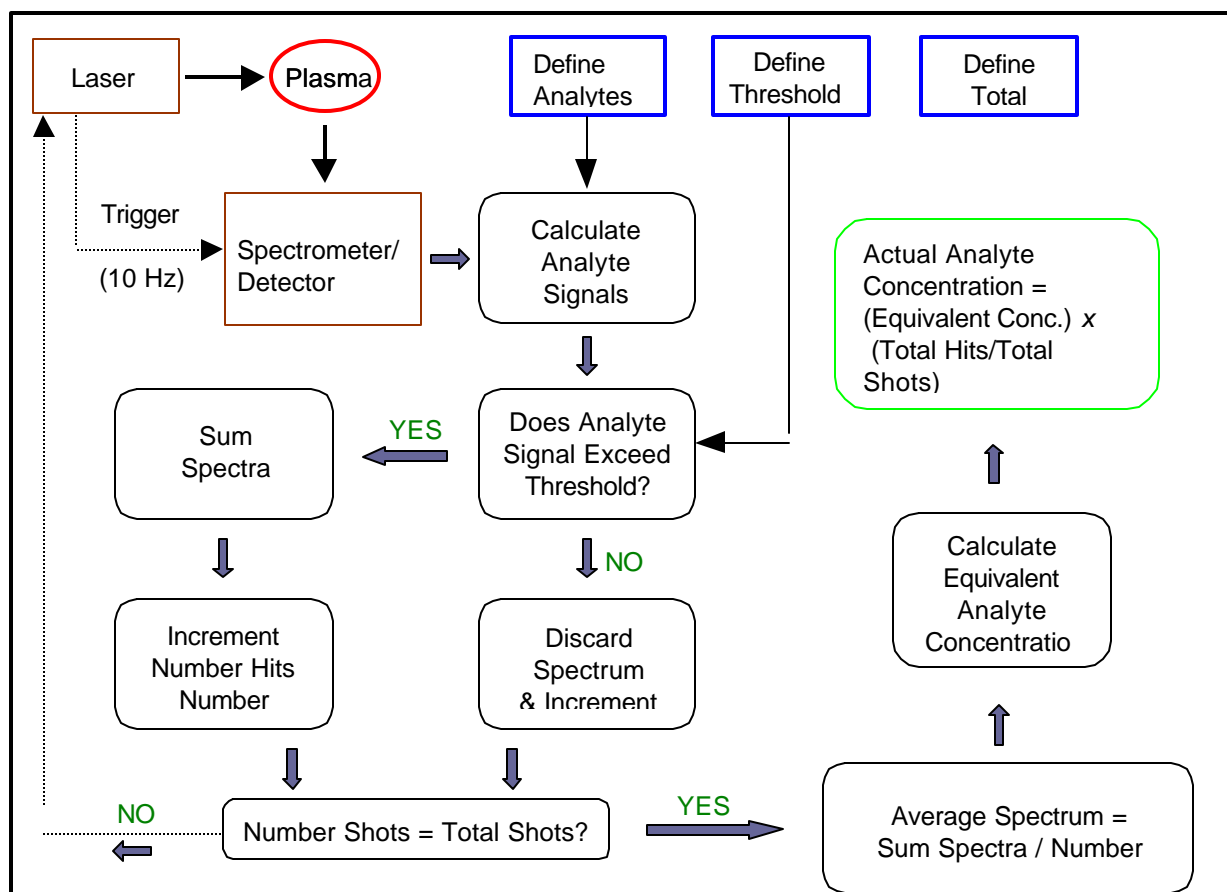 Laser
Plasma
Define
Analytes
Define
Threshold
Define
Total
Trigger
(10 Hz)
Spectrometer/
Detector
Calculate
Analyte
Signals
Actual Analyte
Concentration =
(Equivalent Conc.) x
(Total Hits/Total
Shots)
Sum
Spectra
YES
Does Analyte
Signal Exceed
Threshold?
NO
Calculate
Equivalent
Analyte
Concentratio
Increment
Number Hits
Number
Discard
Spectrum
& Increment
NO
Number Shots = Total Shots?
YES
Average Spectrum =
Sum Spectra / Number